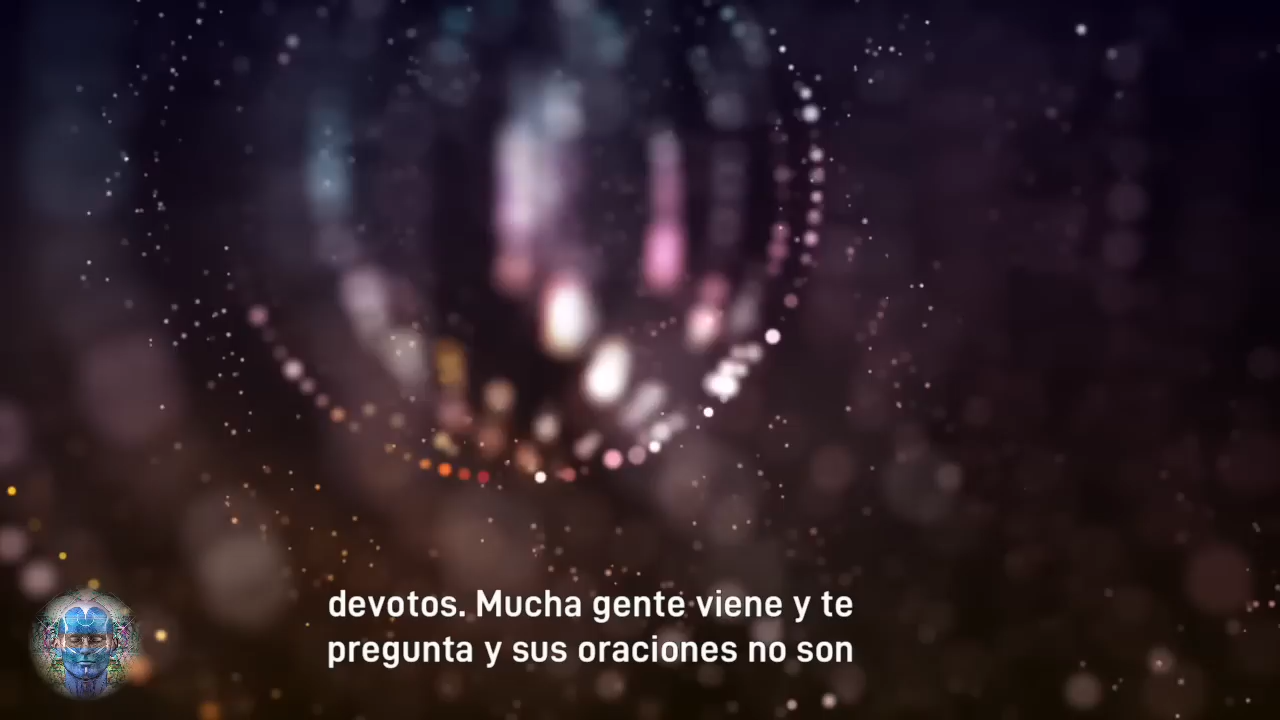 devotos. Mucha gente viene y te
pregunta y sus oraciones no son